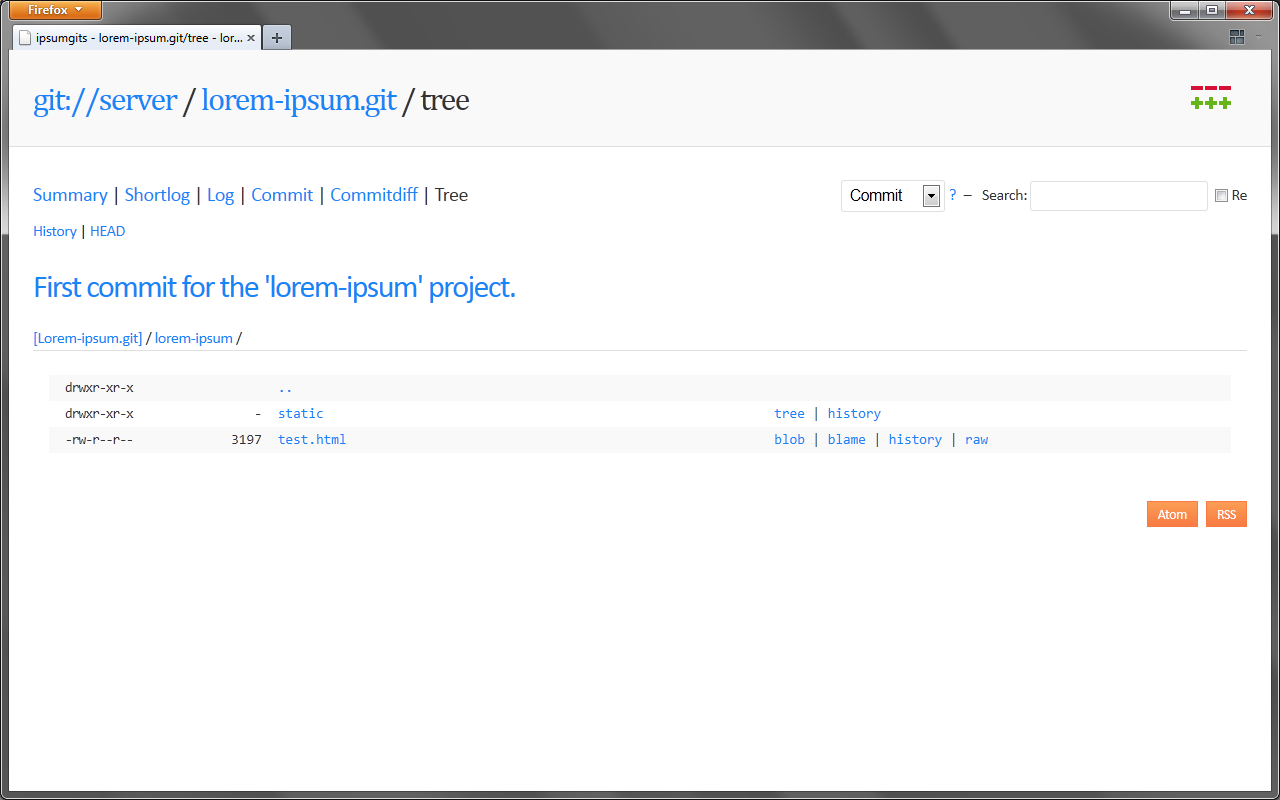 Firefox
ipsumgits - lorem-ipsum.git/tree - lor...
git://server / lorem-ipsum.git / tree
Summary | Shortlog | Log | Commit | Commitdiff | Tree
Commit ? – Search: Re
History | HEAD
First commit for the 'lorem-ipsum' project.
[Lorem-ipsum.git] / lorem-ipsum /
drwxr-xr-x ..
drwxr-xr-x - static tree | history
-rw-r--r-- 3197 test.html blob | blame | history | raw
Atom RSS